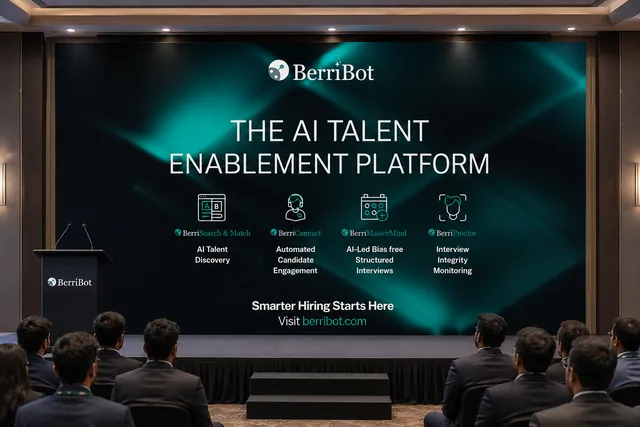 BerriBot
THE AI TALENT
ENABLEMENT PLATFORM
BerriSearch & Match
AI Talent
Discovery
BerriConnect
Automated
Candidate
Engagement
BerriMasterMind
AI-Led Bias free
Structured
Interviews
BerriProctor
Interview
Integrity
Monitoring
Smarter Hiring Starts Here
Visit berribot.com
BerriBot